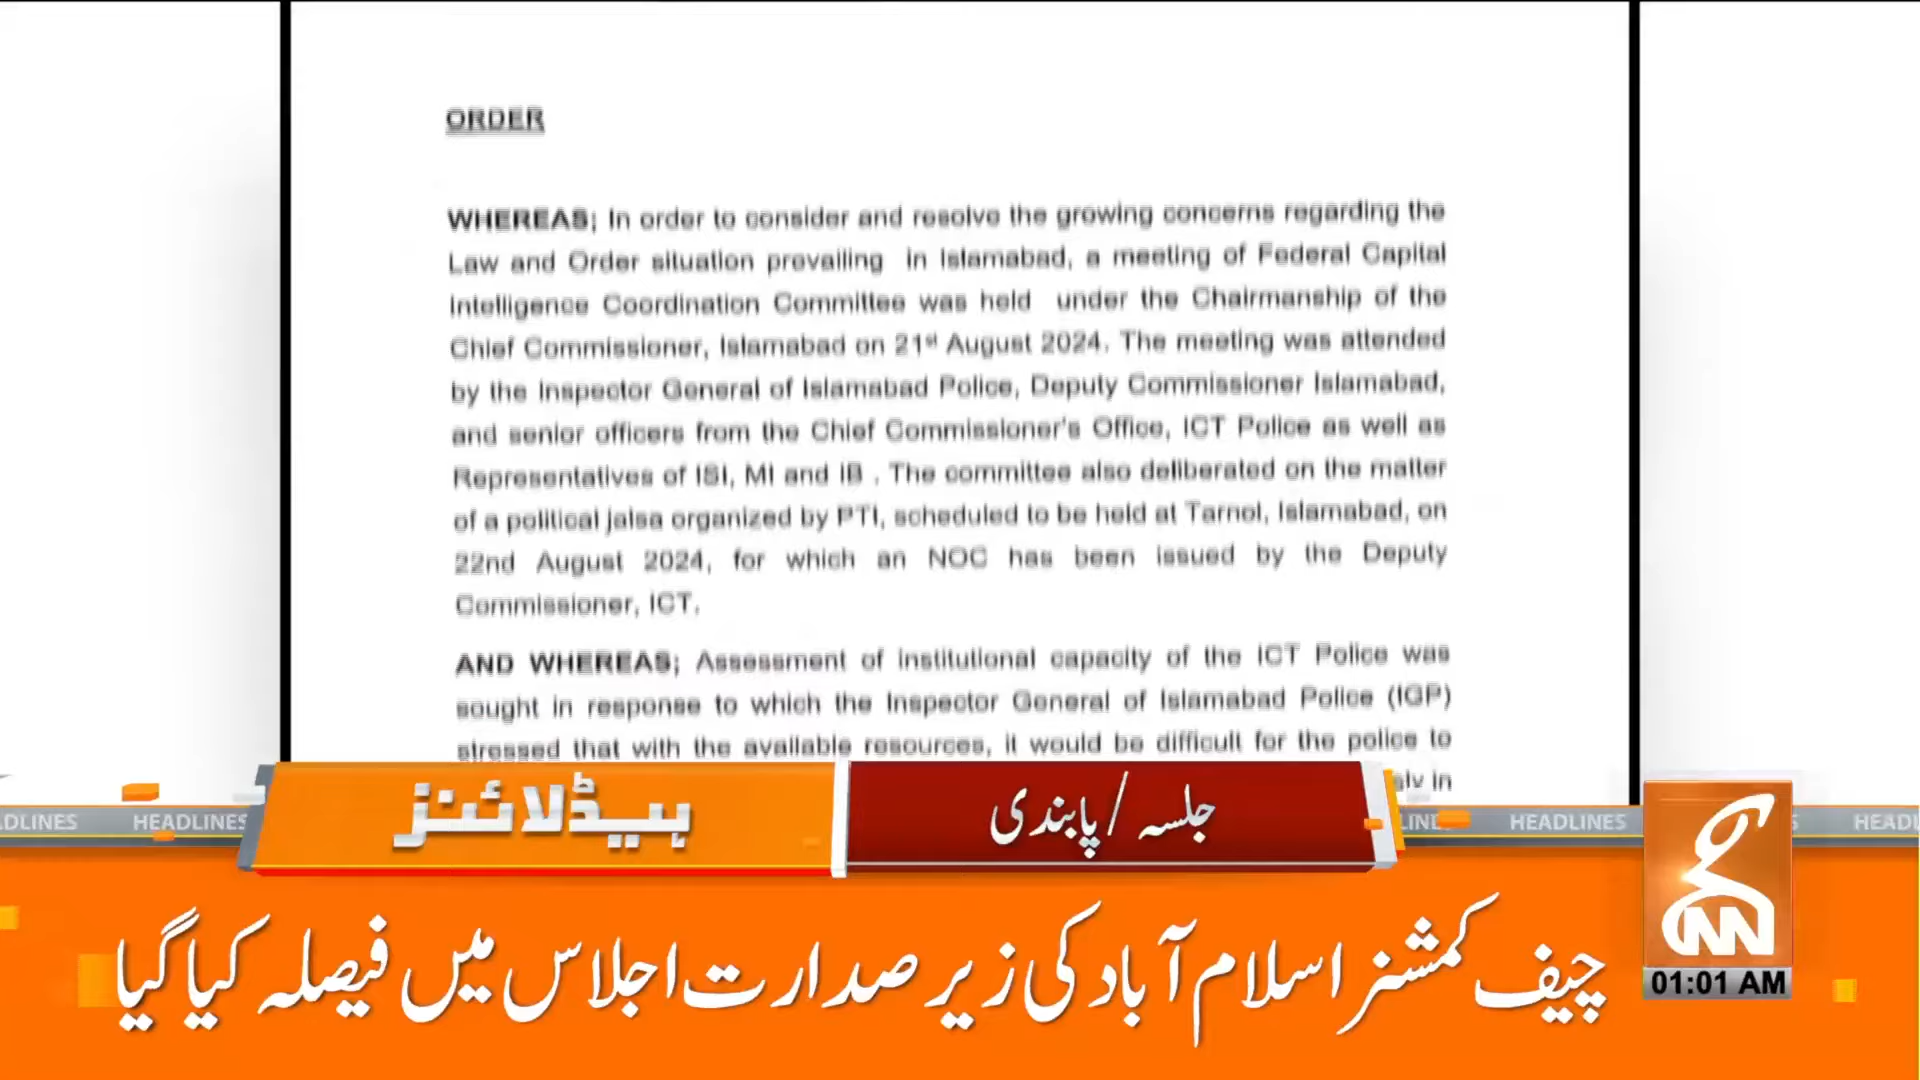 ORDER
WHEREAS; In order to consider and resolve the growing concerns regarding the
Law and Order situation prevailing in Islamabad, a meeting of Federal Capital
Intelligence Coordination Committee was held under the Chairmanship of the
Chief Commissioner, Islamabad on 21st August 2024. The meeting was attended
by the Inspector General of Islamabad Police, Deputy Commissioner Islamabad,
and senior officers from the Chief Commissioner's Office, ICT Police as well as
Representatives of ISI, MI and IB . The committee also deliberated on the matter
of a political jalsa organized by PTI, scheduled to be held at Tarnol, Islamabad, on
22nd August 2024, for which an NOC has been issued by the Deputy
Commissioner, ICT.
AND WHEREAS; Assessment of institutional capacity of the ICT Police was
sought in response to which the Inspector General of Islamabad Police (IGP)
stressed that with the available resources, it would be difficult for the police to
in
جلسہ / پابندی
ہیڈلائنز
HEADLINES HEADLINES
چیف کمشنر اسلام آباد کی زیر صدارت اجلاس میں فیصلہ کیا گیا
GNN
01:01 AM